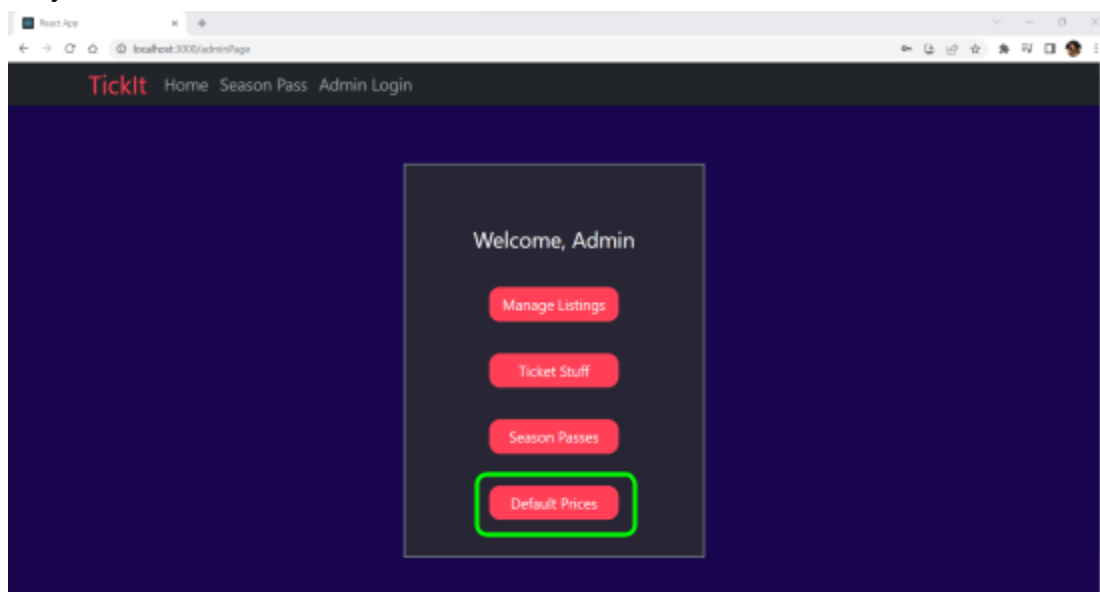 React App
localhost:3000/adminPage
TickIt Home Season Pass Admin Login
Welcome, Admin
Manage Listings
Ticket Stuff
Season Passes
Default Prices